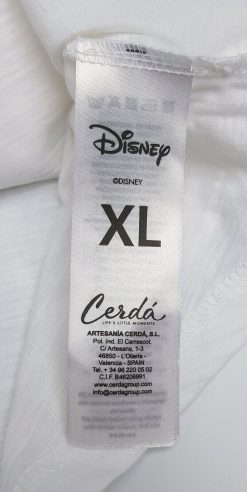 Disney
©DISNEY
XL
Cerdá
LIFE'S LITTLE MOMENTS
ARTESANÍA CERDÁ, S.L.
Pol. Ind. El Carrascot,
C/ Artesans, 1-3
46850 - L'Olleria -
Valencia - SPAIN
Tel + 34 96 220 05 02
C.I.F. B46206991
www.cerdagroup.com
info@cerdagroup.com